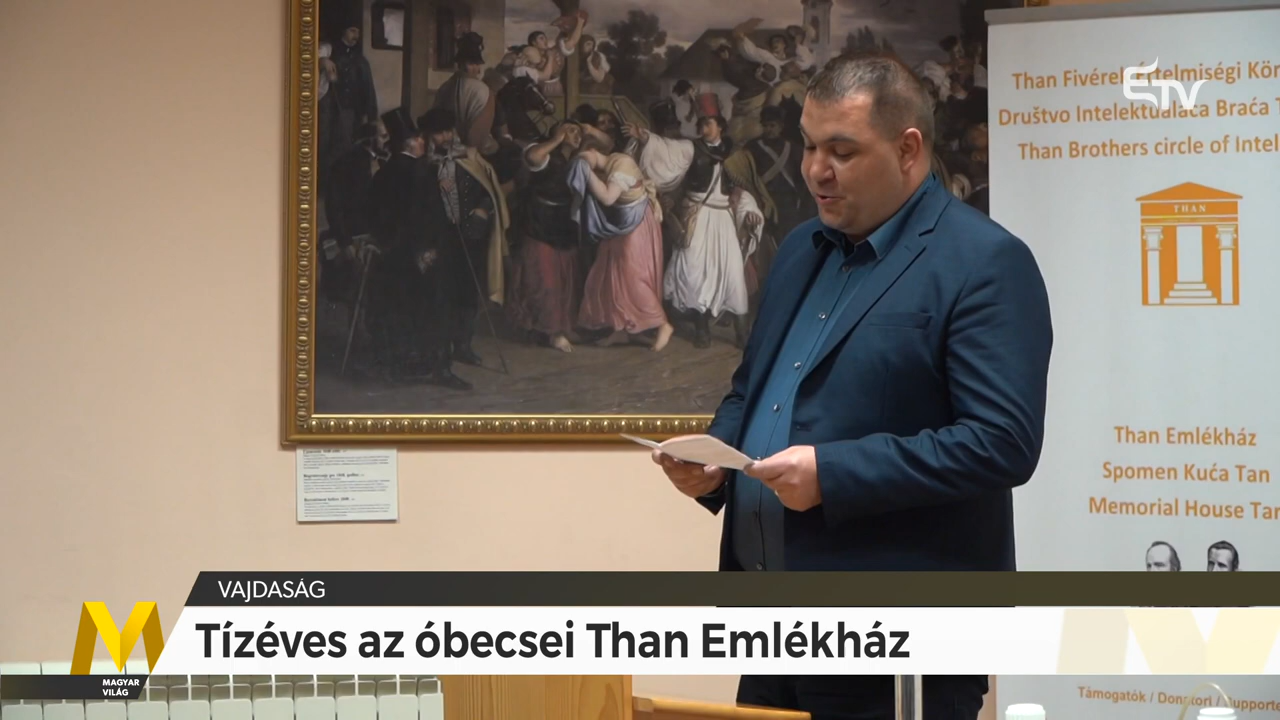 ETV
Than Fivérek Értelmiségi Kör
Društvo Intelektualaca Braća
Than Brothers circle of Intel
THAN
Than Emlékház
Spomen Kuća Tan
Memorial House Tan
VAJDASÁG
Tízéves az óbecsei Than Emlékház
MAGYAR
VILÁG
Támogatók / Donatori / Supporte